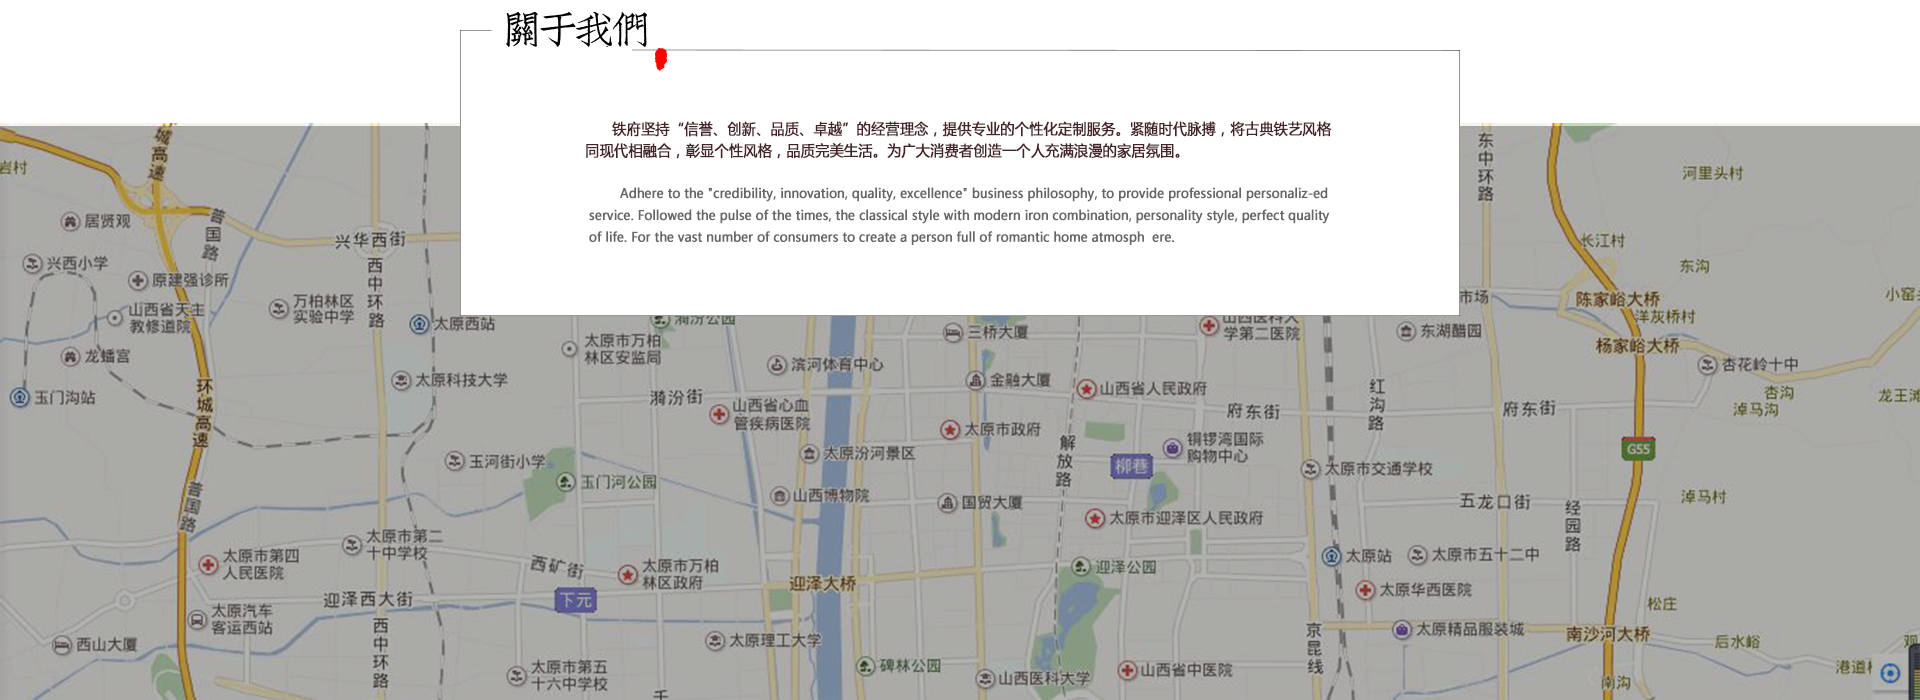 關于我們
铁府坚持“信誉、创新、品质、卓越”的经营理念，提供专业的个性化定制服务。紧随时代脉搏，将古典铁艺风格
同现代相融合，彰显个性风格，品质完美生活。为广大消费者创造一个人充满浪漫的家居氛围。
Adhere to the "credibility, innovation, quality, excellence" business philosophy, to provide professional personaliz-ed
service. Followed the pulse of the times, the classical style with modern iron combination, personality style, perfect quality
of life. For the vast number of consumers to create a person full of romantic home atmosph ere.
城高速
岩村
居贤观
普国路
兴华西街
兴西小学
原建强诊所
西中环路
山西省天主
教修道院
万柏林区
实验中学
太原西站
龙蟠宫
玉门沟站
环城高速
太原科技大学
漪汾公园
太原市万柏
林区安监局
滨河体育中心
三桥大厦
山西医科大
学第二医院
东中环路
河里头村
长江村
东沟
小窑
市场
陈家峪大桥
洋灰桥村
东湖醋园
杨家峪大桥
杏花岭十中
金融大厦
山西省人民政府
漪汾街
山西省心血
管疾病医院
府东街
红沟路
府东街
杏沟
淖马沟
龙王滩
太原市政府
解放路
铜锣湾国际
购物中心
柳巷
G55
太原汾河景区
太原市交通学校
玉河街小学
玉门河公园
山西博物院
国贸大厦
太原市迎泽区人民政府
五龙口街
经园路
淖马村
普国路
太原市第二
十中学校
太原市第四
人民医院
西矿街
太原市万柏
林区政府
迎泽大桥
迎泽公园
太原站
太原市五十二中
太原华西医院
下元
迎泽西大街
太原汽车
客运西站
西山大厦
西中环路
太原理工大学
太原市第五
十六中学校
碑林公园
山西医科大学
山西省中医院
京昆线
太原精品服装城
南沙河大桥
松庄
后水峪
观
港道
南沟
千